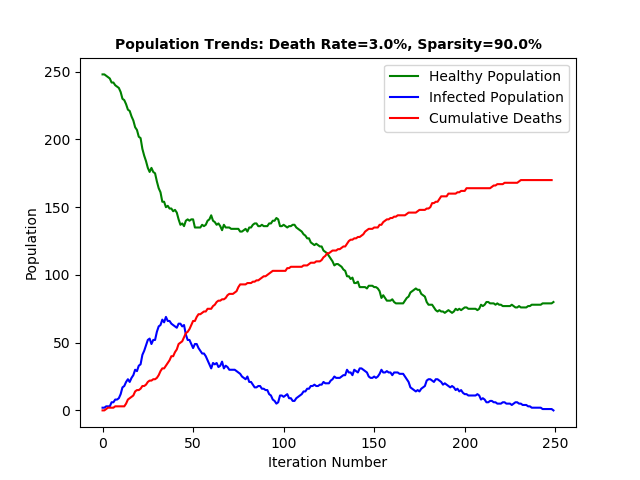 Population Trends: Death Rate=3.0%, Sparsity=90.0%
Healthy Population
Infected Population
Cumulative Deaths
Population
250
200
150
100
50
0
0 50 100 150 200 250
Iteration Number